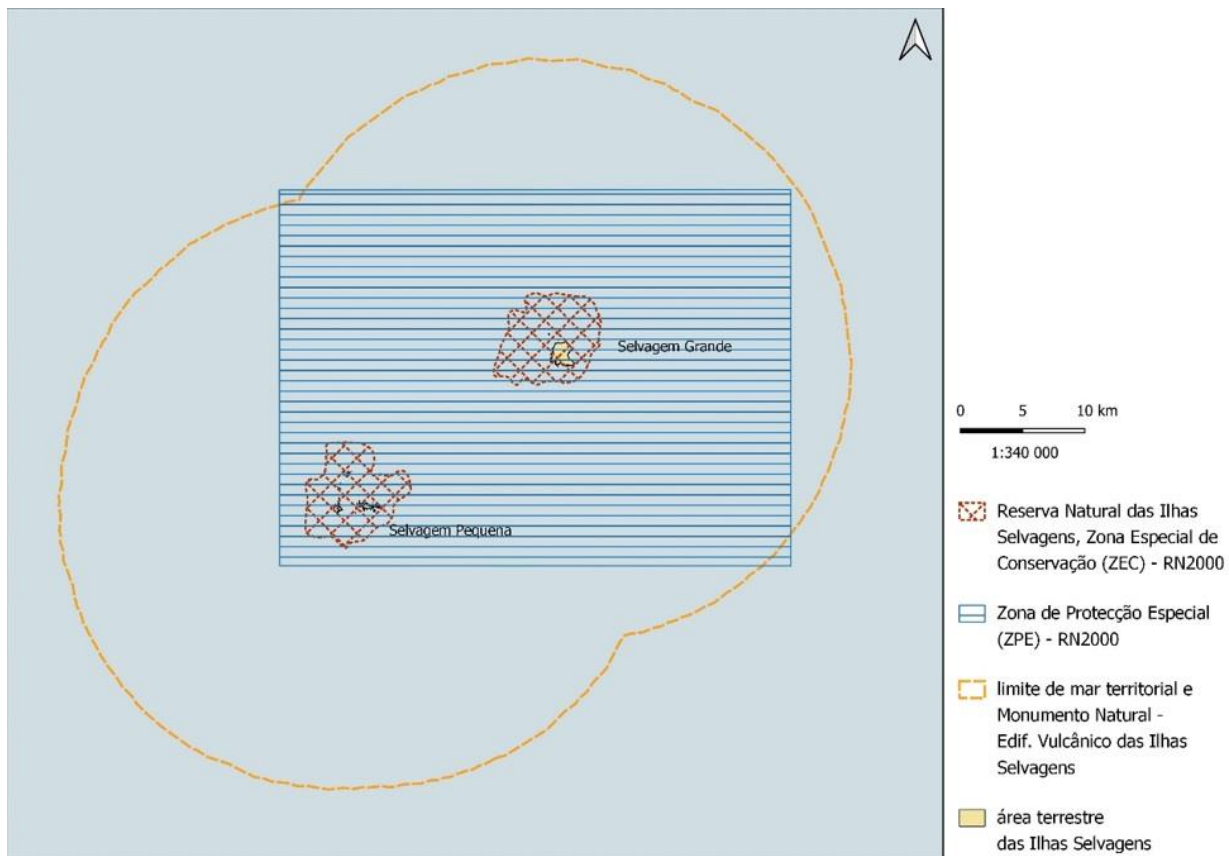 Selvagem Grande
Selvagem Pequena
0 5 10 km
1:340 000
Reserva Natural das Ilhas
Selvagens, Zona Especial de
Conservação (ZEC) - RN2000
Zona de Protecção Especial
(ZPE) - RN2000
limite de mar territorial e
Monumento Natural -
Edif. Vulcânico das Ilhas
Selvagens
área terrestre
das Ilhas Selvagens